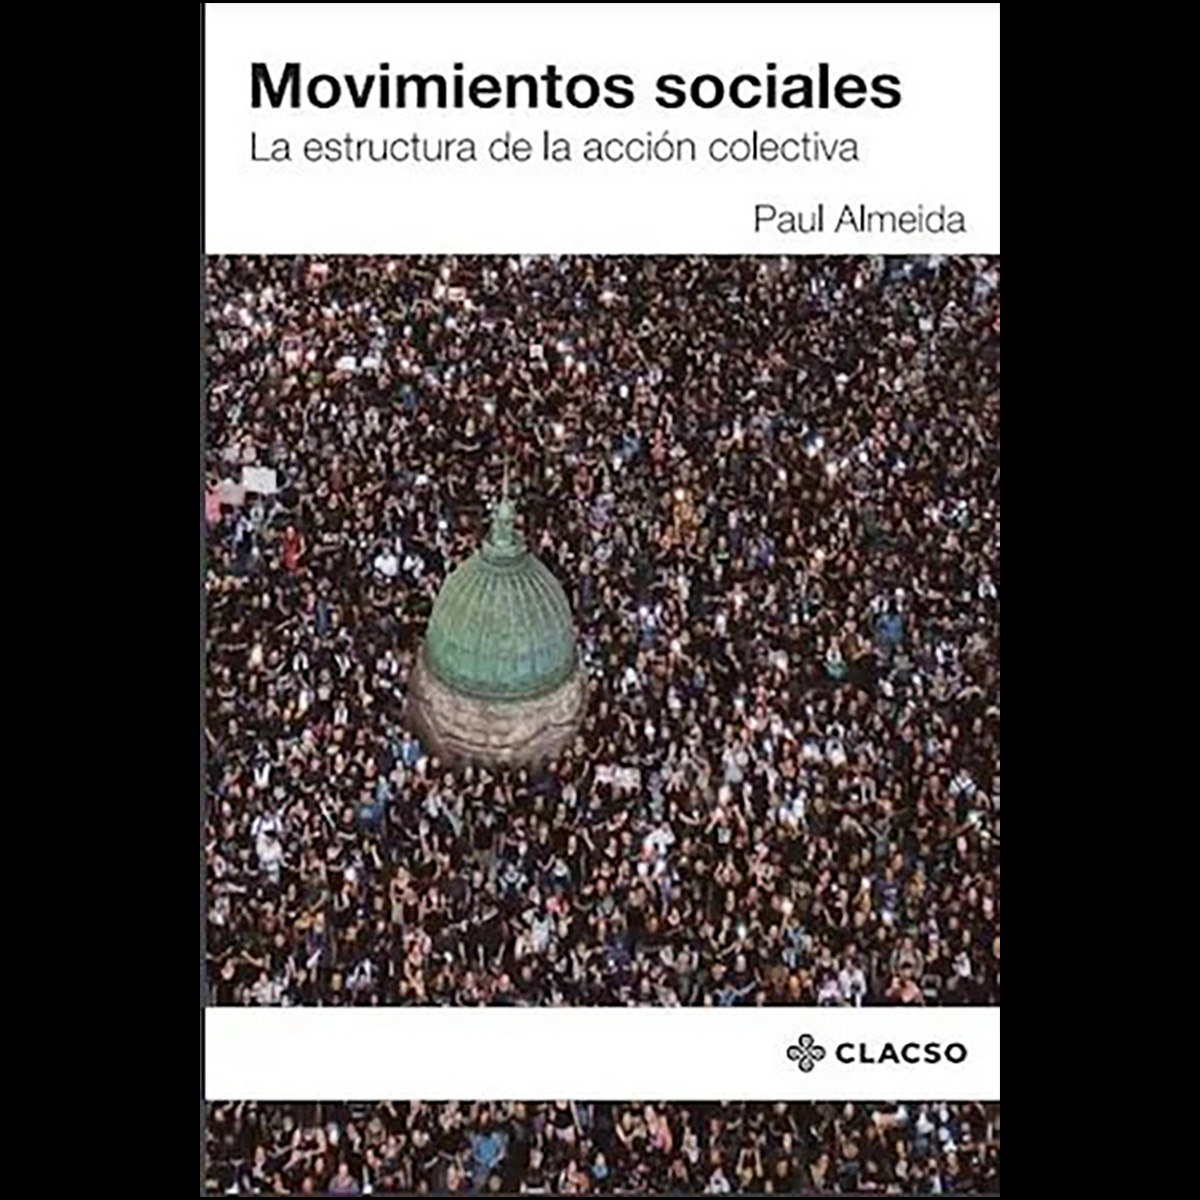 Movimientos sociales
La estructura de la acción colectiva
Paul Almeida
CLACSO